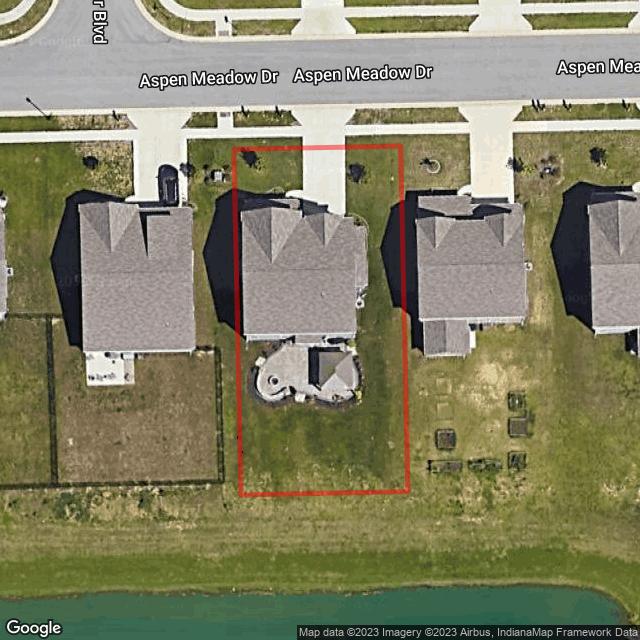 r Blvd
Aspen Meadow Dr
Aspen Meadow Dr
Aspen Mea
Google
Map data ©2023 Imagery ©2023 Airbus, IndianaMap Framework Data